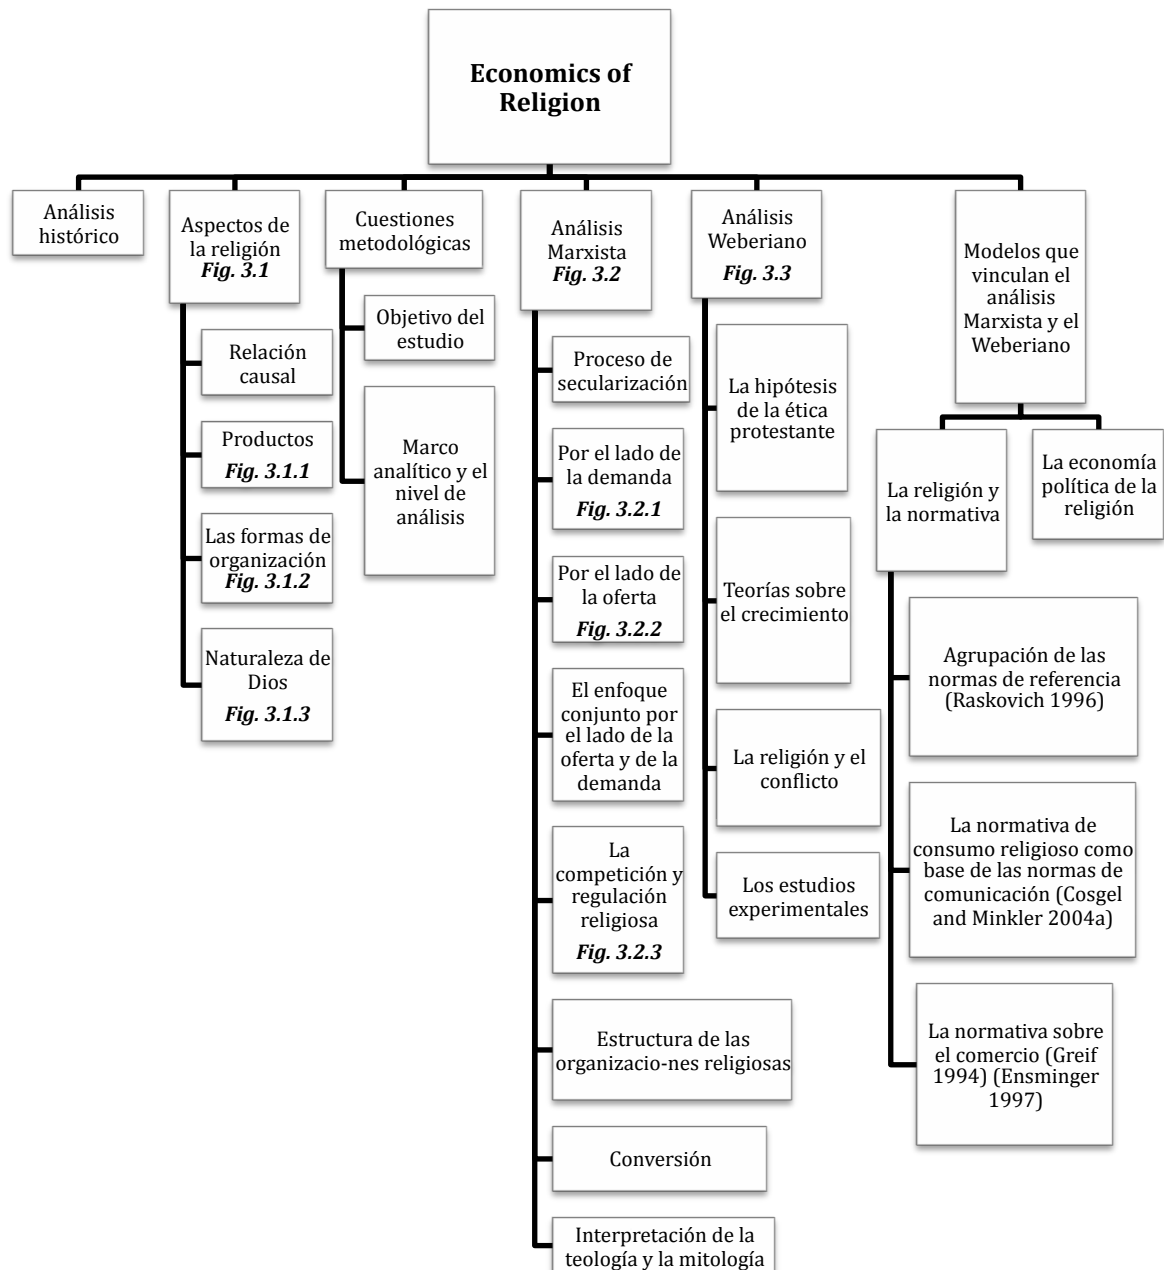 Economics of
Religion
Análisis
histórico
Aspectos de
la religión
Fig. 3.1
Relación
causal
Productos
Fig. 3.1.1
Las formas de
organización
Fig. 3.1.2
Naturaleza de
Dios
Fig. 3.1.3
Cuestiones
metodológicas
Objetivo del
estudio
Marco
analítico y el
nivel de
análisis
Análisis
Marxista
Fig. 3.2
Proceso de
secularización
Por el lado de
la demanda
Fig. 3.2.1
Por el lado de
la oferta
Fig. 3.2.2
El enfoque
conjunto por
el lado de la
oferta y de la
demanda
La
competición y
regulación
religiosa
Fig. 3.2.3
Estructura de las
organizacio-nes religiosas
Conversión
Interpretación de la
teología y la mitología
Análisis
Weberiano
Fig. 3.3
La hipótesis
de la ética
protestante
Teorías sobre
el crecimiento
La religión y el
conflicto
Los estudios
experimentales
Modelos que
vinculan el
análisis
Marxista y el
Weberiano
La religión y
la normativa
Agrupación de las
normas de referencia
(Raskovich 1996)
La normativa de
consumo religioso como
base de las normas de
comunicación (Cosgel
and Minkler 2004a)
La normativa sobre
el comercio (Greif
1994) (Ensminger
1997)
La economía
política de la
religión